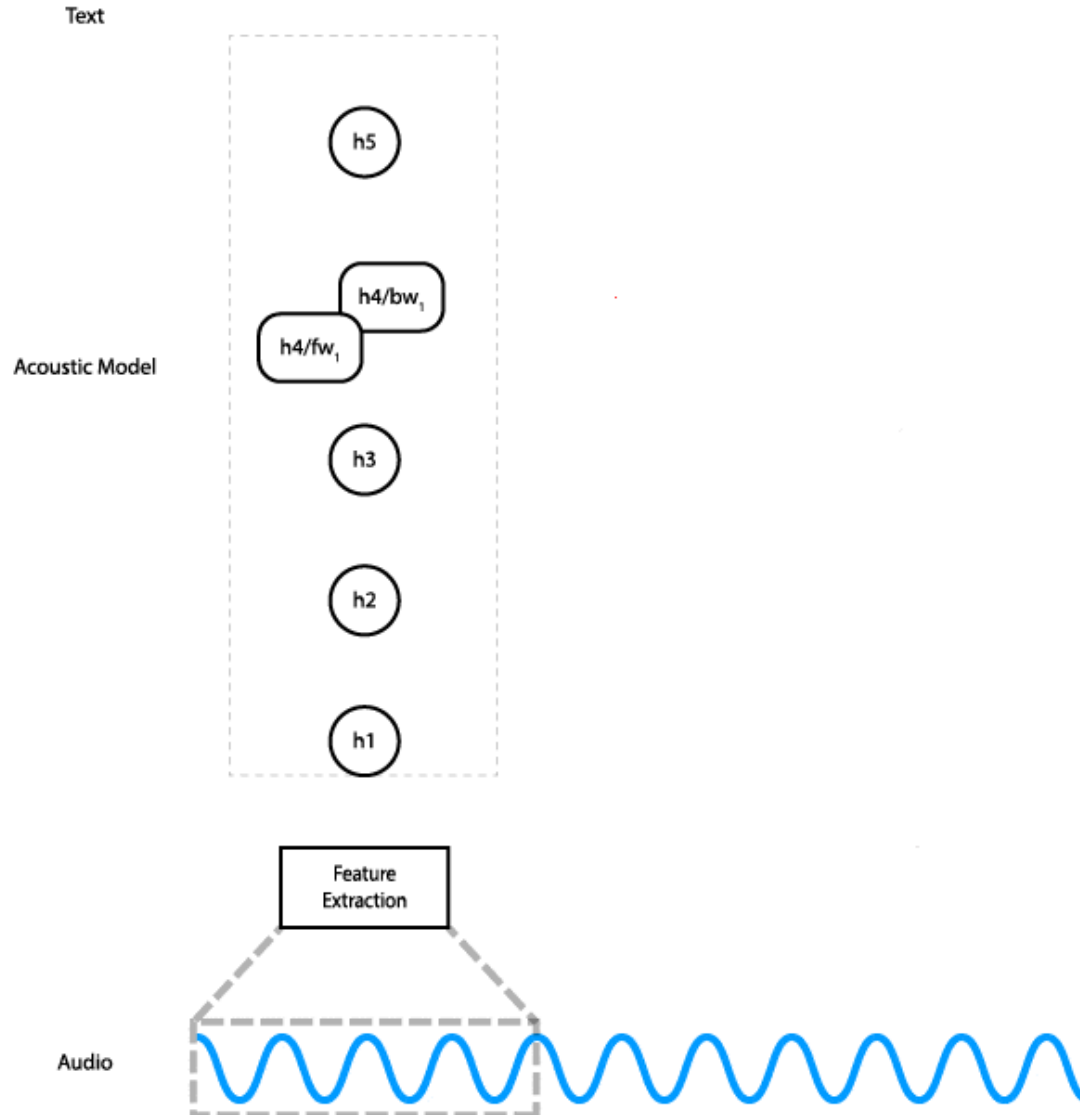 Text
h5
h4/bw₁
h4/fw₁
Acoustic Model
h3
h2
h1
Feature
Extraction
Audio